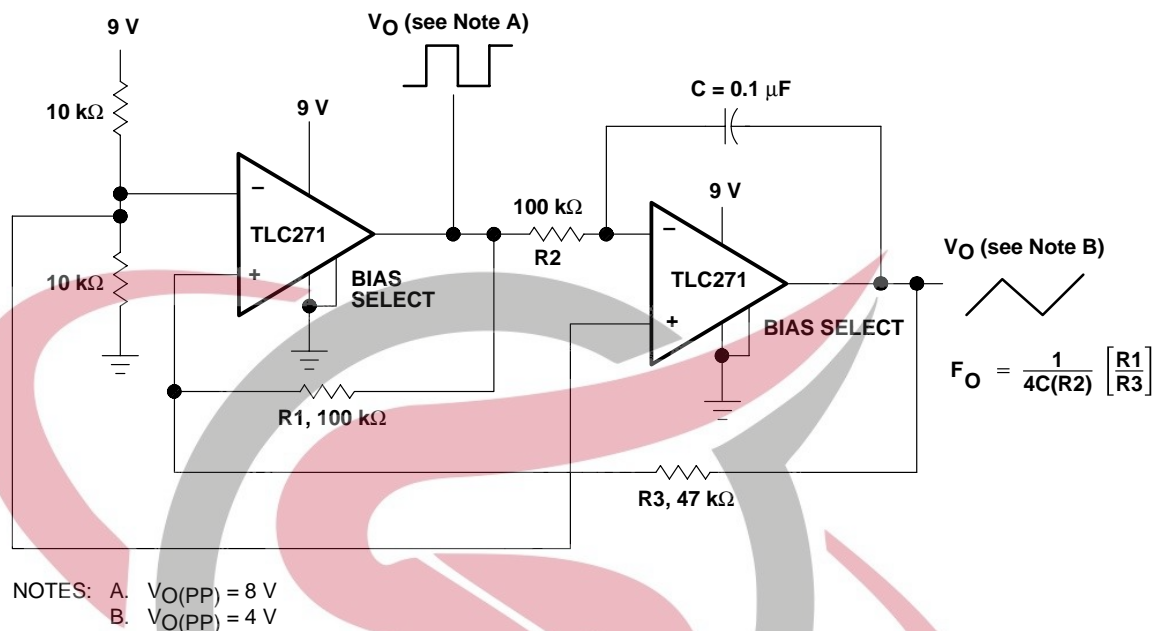 9 V
V_O (see Note A)
10 kΩ
9 V
C = 0.1 µF
−
TLC271
+
10 kΩ
BIAS
SELECT
100 kΩ
R2
9 V
−
TLC271
+
BIAS SELECT
V_O (see Note B)
F_O = 1 / 4C(R2) [R1 / R3]
R1, 100 kΩ
R3, 47 kΩ
NOTES: A. V_O(PP) = 8 V
B. V_O(PP) = 4 V